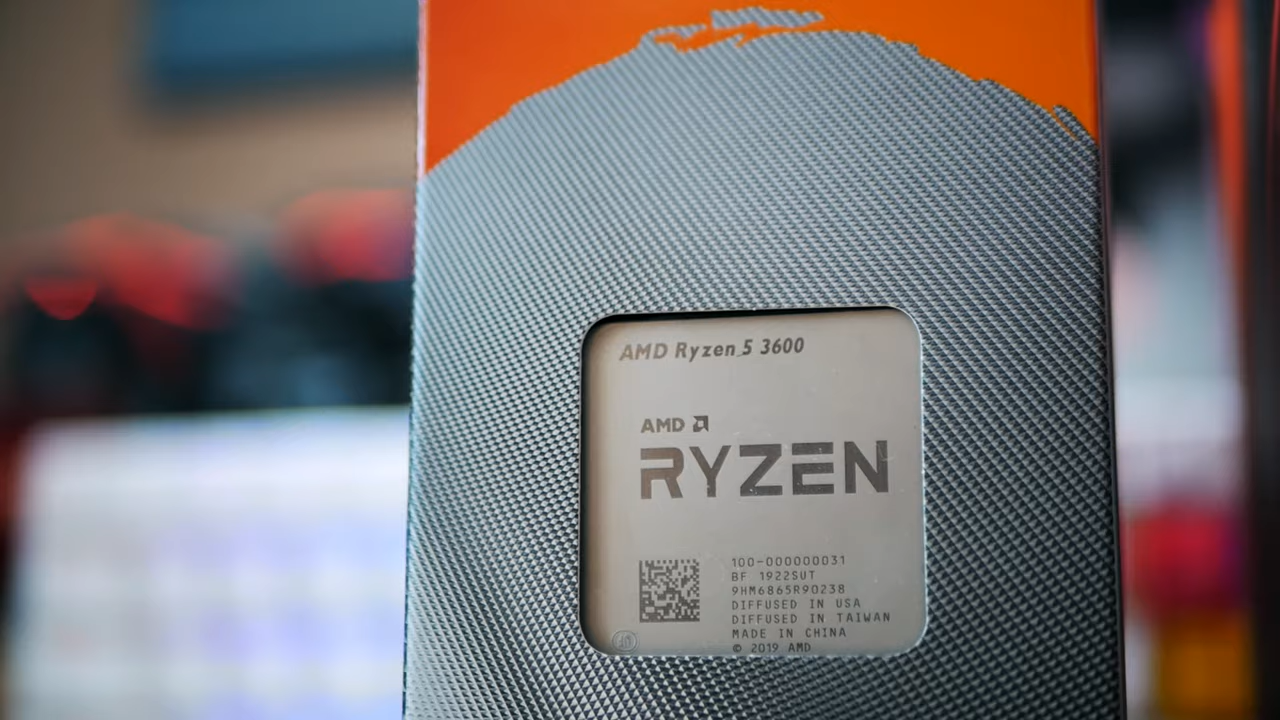 AMD Ryzen 5 3600
AMD
RYZEN
100-000000031
BF 1922SUT
9HM6865R90238
DIFFUSED IN USA
DIFFUSED IN TAIWAN
MADE IN CHINA
© 2019 AMD